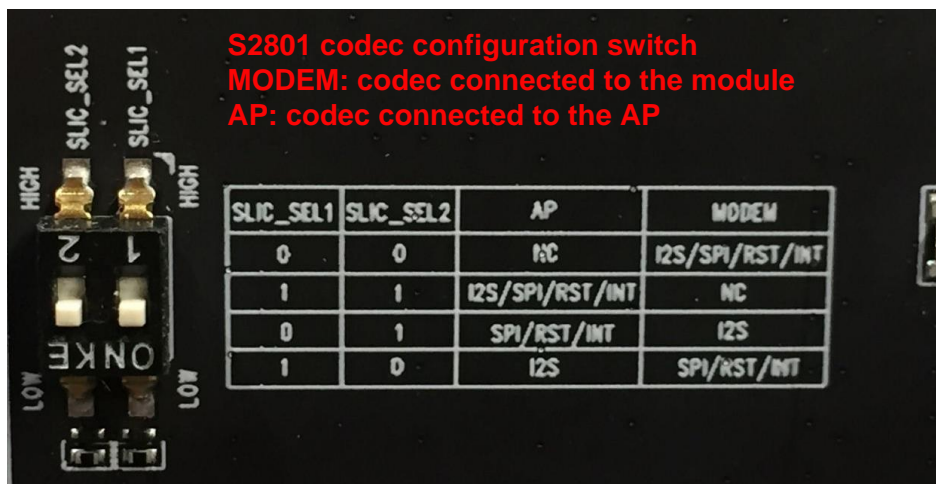 S2801 codec configuration switch
MODEM: codec connected to the module
AP: codec connected to the AP
SLIC_SEL2
SLIC_SEL1
HIGH
HIGH
2 1
ON KE
LOW
LOW
SLIC_SEL1 SLIC_SEL2 AP MODEM
0 0 NC I2S/SPI/RST/INT
1 1 I2S/SPI/RST/INT NC
0 1 SPI/RST/INT I2S
1 0 I2S SPI/RST/INT